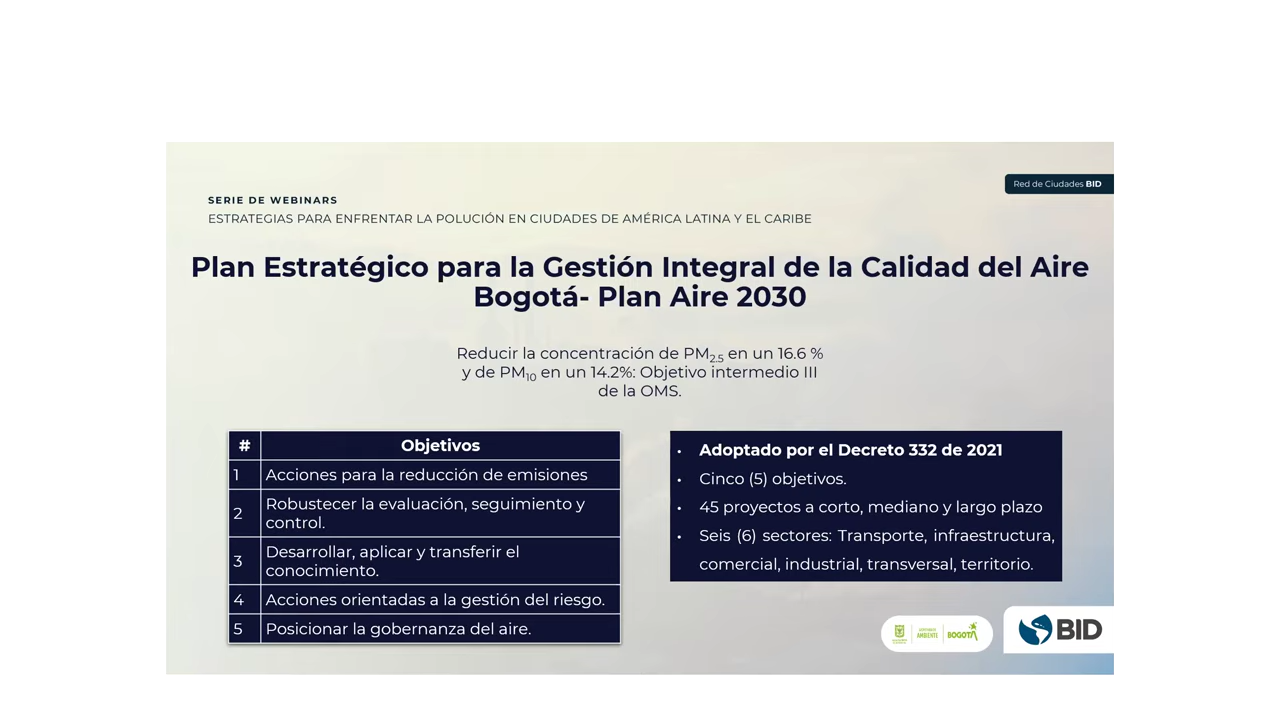 Red de Ciudades BID
SERIE DE WEBINARS
ESTRATEGIAS PARA ENFRENTAR LA POLUCIÓN EN CIUDADES DE AMÉRICA LATINA Y EL CARIBE
Plan Estratégico para la Gestión Integral de la Calidad del Aire
Bogotá- Plan Aire 2030
Reducir la concentración de PM2.5 en un 16.6 %
y de PM10 en un 14.2%: Objetivo intermedio III
de la OMS.
# Objetivos
1 Acciones para la reducción de emisiones
2 Robustecer la evaluación, seguimiento y
control.
3 Desarrollar, aplicar y transferir el
conocimiento.
4 Acciones orientadas a la gestión del riesgo.
5 Posicionar la gobernanza del aire.
• Adoptado por el Decreto 332 de 2021
• Cinco (5) objetivos.
• 45 proyectos a corto, mediano y largo plazo
• Seis (6) sectores: Transporte, infraestructura,
comercial, industrial, transversal, territorio.
AMBIENTE
BOGOTÁ
BID